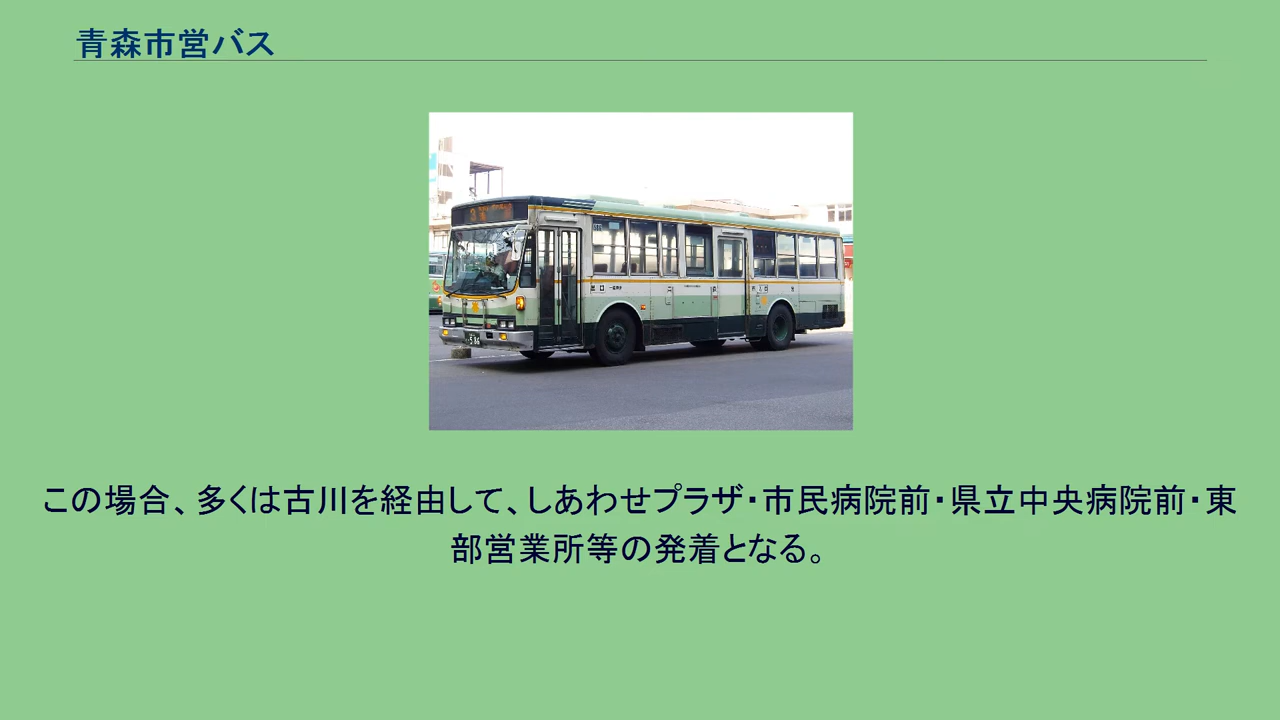 青森市営バス
この場合、多くは古川を経由して、しあわせプラザ・市民病院前・県立中央病院前・東
部営業所等の発着となる。